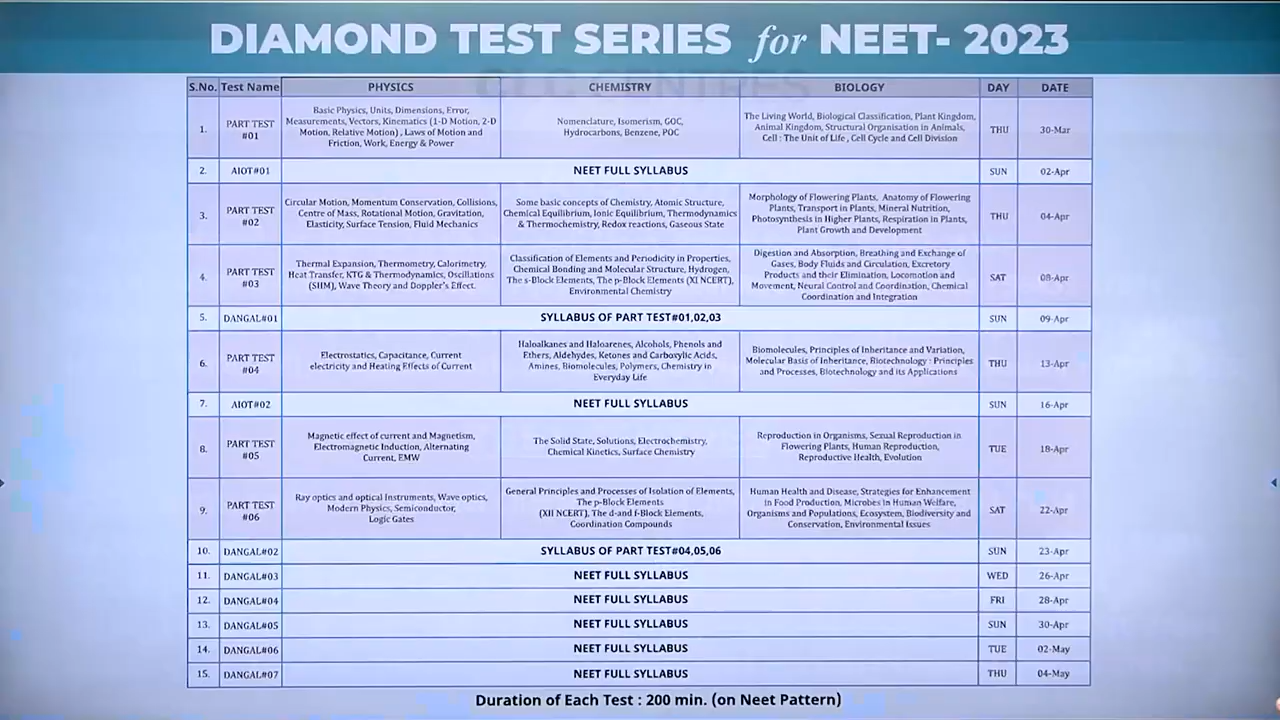 DIAMOND TEST SERIES for NEET- 2023
S.No. Test Name PHYSICS CHEMISTRY BIOLOGY DAY DATE
1. PART TEST #01
Basic Physics, Units, Dimensions, Error,
Measurements, Vectors, Kinematics (1-D Motion, 2-D
Motion, Relative Motion) , Laws of Motion and
Friction, Work, Energy & Power
Nomenclature, Isomerism, GOC,
Hydrocarbons, Benzene, POC
The Living World, Biological Classification, Plant Kingdom,
Animal Kingdom, Structural Organisation in Animals,
Cell : The Unit of Life , Cell Cycle and Cell Division
THU 30-Mar
2. AIOT#01 NEET FULL SYLLABUS SUN 02-Apr
3. PART TEST #02
Circular Motion, Momentum Conservation, Collisions,
Centre of Mass, Rotational Motion, Gravitation,
Elasticity, Surface Tension, Fluid Mechanics
Some basic concepts of Chemistry, Atomic Structure,
Chemical Equilibrium, Ionic Equilibrium, Thermodynamics
& Thermochemistry, Redox reactions, Gaseous State
Morphology of Flowering Plants, Anatomy of Flowering
Plants, Transport in Plants, Mineral Nutrition,
Photosynthesis in Higher Plants, Respiration in Plants,
Plant Growth and Development
THU 04-Apr
4. PART TEST #03
Thermal Expansion, Thermometry, Calorimetry,
Heat Transfer, KTG & Thermodynamics, Oscillations
(SHM), Wave Theory and Doppler's Effect.
Classification of Elements and Periodicity in Properties,
Chemical Bonding and Molecular Structure, Hydrogen,
The s-Block Elements, The p-Block Elements (XI NCERT),
Environmental Chemistry
Digestion and Absorption, Breathing and Exchange of
Gases, Body Fluids and Circulation, Excretory
Products and their Elimination, Locomotion and
Movement, Neural Control and Coordination, Chemical
Coordination and Integration
SAT 08-Apr
5. DANGAL#01 SYLLABUS OF PART TEST#01,02,03 SUN 09-Apr
6. PART TEST #04
Electrostatics, Capacitance, Current
electricity and Heating Effects of Current
Haloalkanes and Haloarenes, Alcohols, Phenols and
Ethers, Aldehydes, Ketones and Carboxylic Acids,
Amines, Biomolecules, Polymers, Chemistry in
Everyday Life
Biomolecules, Principles of Inheritance and Variation,
Molecular Basis of Inheritance, Biotechnology : Principles
and Processes, Biotechnology and its Applications
THU 13-Apr
7. AIOT#02 NEET FULL SYLLABUS SUN 16-Apr
8. PART TEST #05
Magnetic effect of current and Magnetism,
Electromagnetic Induction, Alternating
Current, EMW
The Solid State, Solutions, Electrochemistry,
Chemical Kinetics, Surface Chemistry
Reproduction in Organisms, Sexual Reproduction in
Flowering Plants, Human Reproduction,
Reproductive Health, Evolution
TUE 18-Apr
9. PART TEST #06
Ray optics and optical Instruments, Wave optics,
Modern Physics, Semiconductor,
Logic Gates
General Principles and Processes of Isolation of Elements,
The p-Block Elements
(XII NCERT), The d-and f-Block Elements,
Coordination Compounds
Human Health and Disease, Strategies for Enhancement
in Food Production, Microbes in Human Welfare,
Organisms and Populations, Ecosystem, Biodiversity and
Conservation, Environmental Issues
SAT 22-Apr
10. DANGAL#02 SYLLABUS OF PART TEST#04,05,06 SUN 23-Apr
11. DANGAL#03 NEET FULL SYLLABUS WED 26-Apr
12. DANGAL#04 NEET FULL SYLLABUS FRI 28-Apr
13. DANGAL#05 NEET FULL SYLLABUS SUN 30-Apr
14. DANGAL#06 NEET FULL SYLLABUS TUE 02-May
15. DANGAL#07 NEET FULL SYLLABUS THU 04-May
Duration of Each Test : 200 min. (on Neet Pattern)